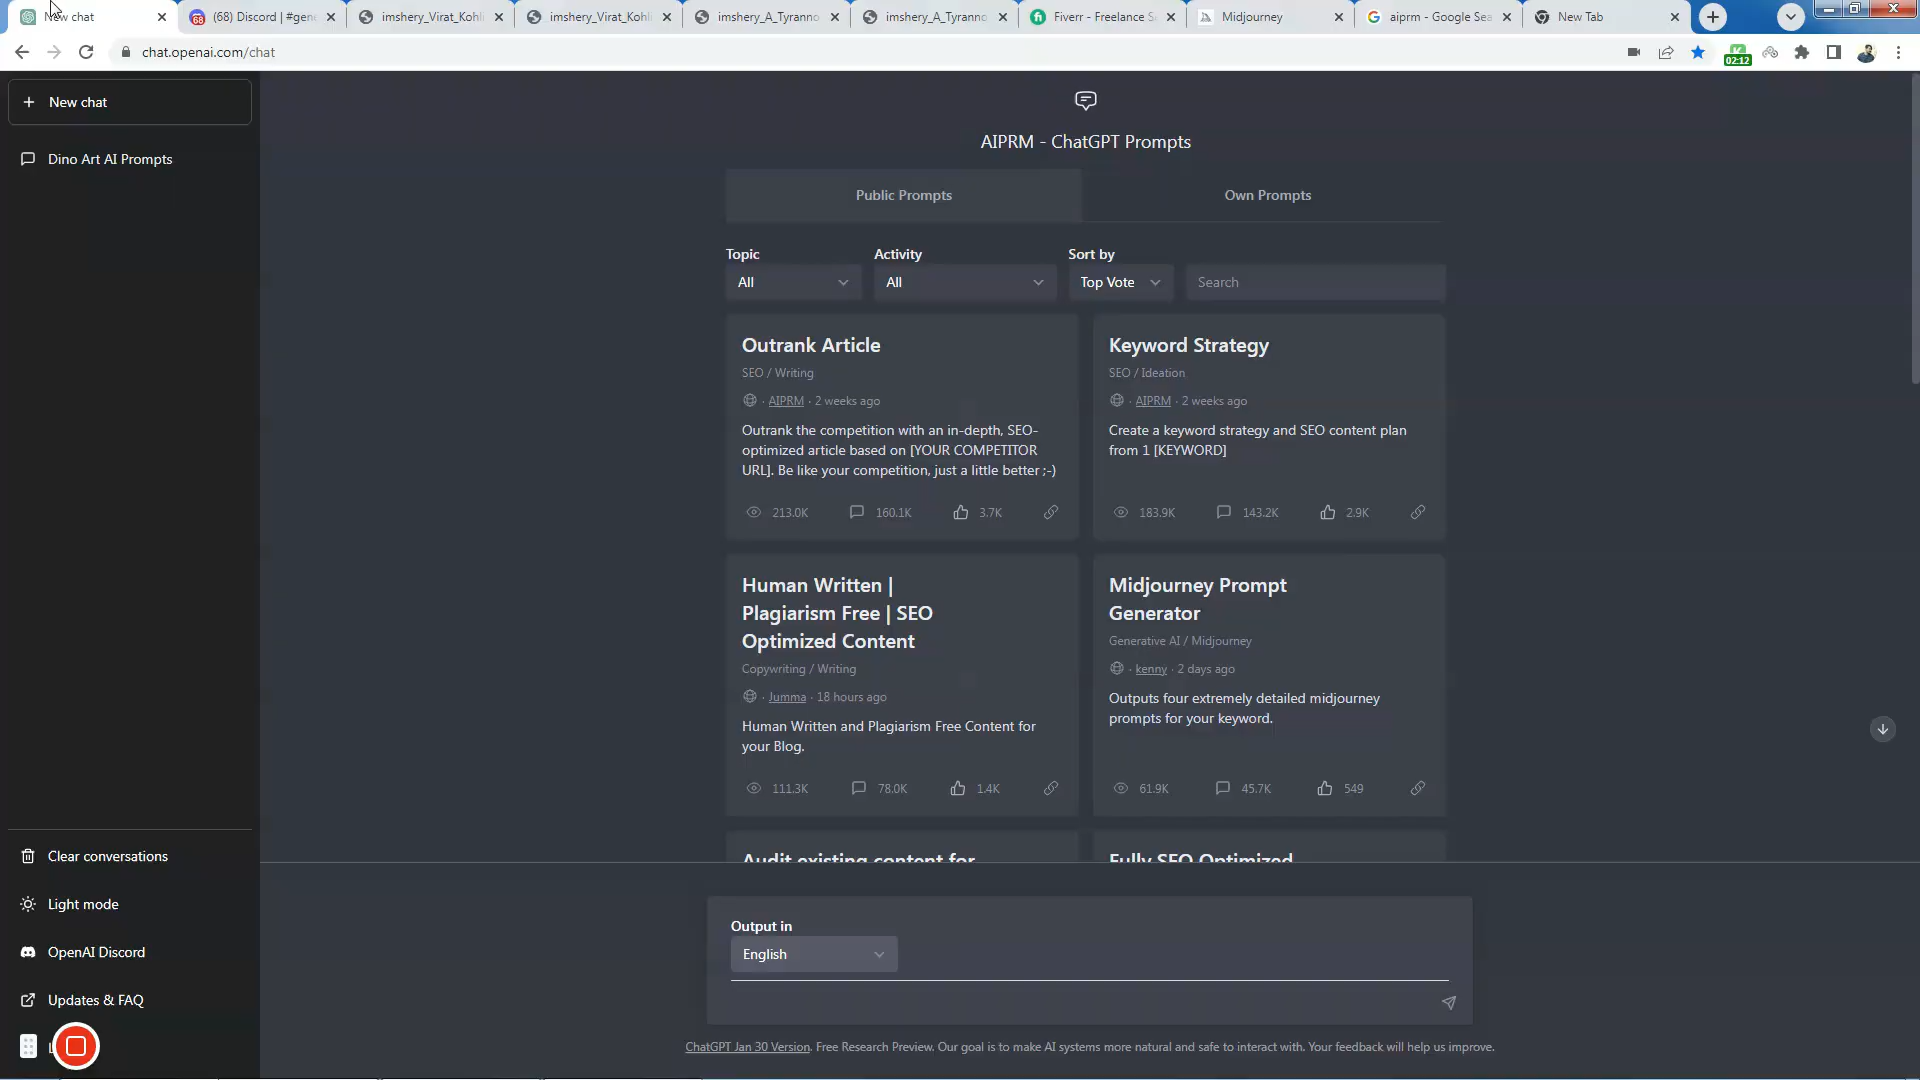 New chat
(68) Discord | #gene
imshery_Virat_Kohli
imshery_Virat_Kohli
imshery_A_Tyranno
imshery_A_Tyranno
Fiverr - Freelance S
Midjourney
aiprm - Google Sea
New Tab
chat.openai.com/chat
02:12
New chat
Dino Art AI Prompts
AIPRM - ChatGPT Prompts
Public Prompts
Own Prompts
Topic
Activity
Sort by
All
All
Top Vote
Search
Outrank Article
SEO / Writing
· AIPRM · 2 weeks ago
Outrank the competition with an in-depth, SEO-
optimized article based on [YOUR COMPETITOR
URL]. Be like your competition, just a little better ;-)
213.0K
160.1K
3.7K
Keyword Strategy
SEO / Ideation
· AIPRM · 2 weeks ago
Create a keyword strategy and SEO content plan
from 1 [KEYWORD]
183.9K
143.2K
2.9K
Human Written |
Plagiarism Free | SEO
Optimized Content
Copywriting / Writing
· Jumma · 18 hours ago
Human Written and Plagiarism Free Content for
your Blog.
111.3K
78.0K
1.4K
Midjourney Prompt
Generator
Generative AI / Midjourney
· kenny · 2 days ago
Outputs four extremely detailed midjourney
prompts for your keyword.
61.9K
45.7K
549
Audit existing content for
Fully SEO Optimized
Clear conversations
Light mode
OpenAI Discord
Updates & FAQ
Output in
English
ChatGPT Jan 30 Version. Free Research Preview. Our goal is to make AI systems more natural and safe to interact with. Your feedback will help us improve.